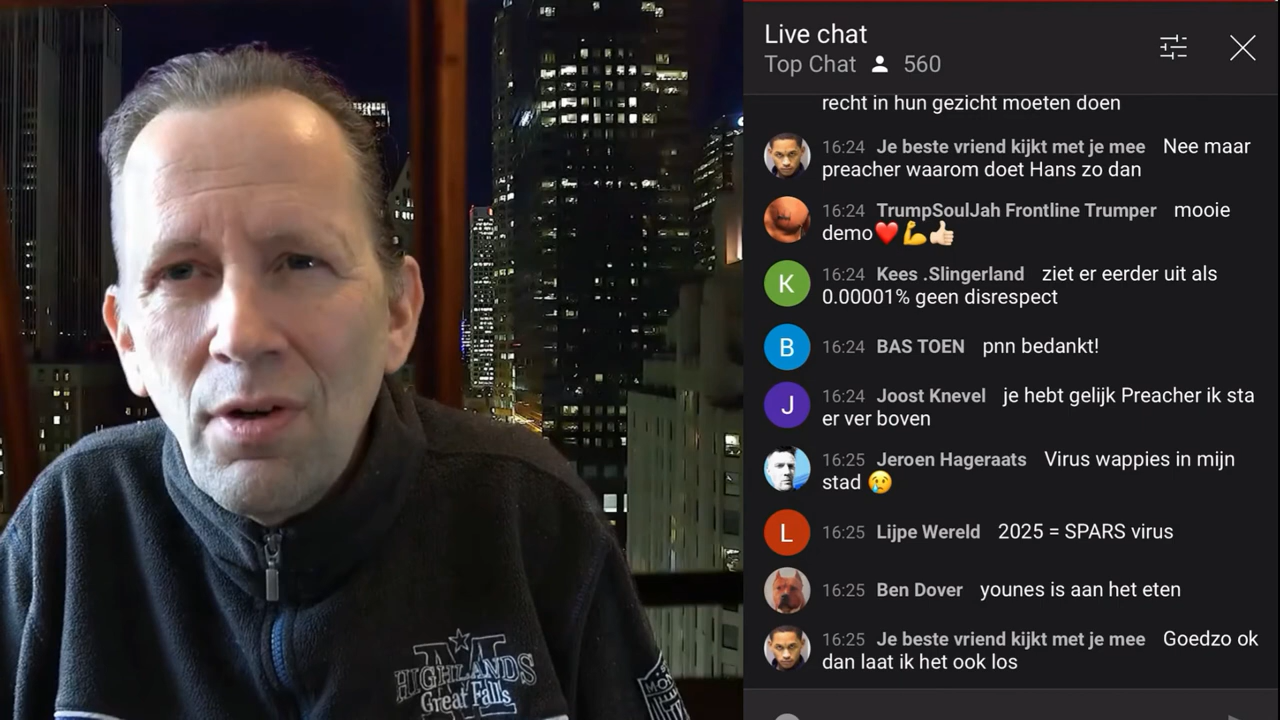 Live chat
Top Chat 560
recht in hun gezicht moeten doen
16:24 Je beste vriend kijkt met je mee Nee maar
preacher waarom doet Hans zo dan
16:24 TrumpSoulJah Frontline Trumper mooie
demo❤️💪🏻👍🏻
K
16:24 Kees .Slingerland ziet er eerder uit als
0.00001% geen disrespect
B
16:24 BAS TOEN pnn bedankt!
J
16:24 Joost Knevel je hebt gelijk Preacher ik sta
er ver boven
16:25 Jeroen Hageraats Virus wappies in mijn
stad 😢
L
16:25 Lijpe Wereld 2025 = SPARS virus
16:25 Ben Dover younes is aan het eten
16:25 Je beste vriend kijkt met je mee Goedzo ok
dan laat ik het ook los
M
HIGHLANDS
Great Falls